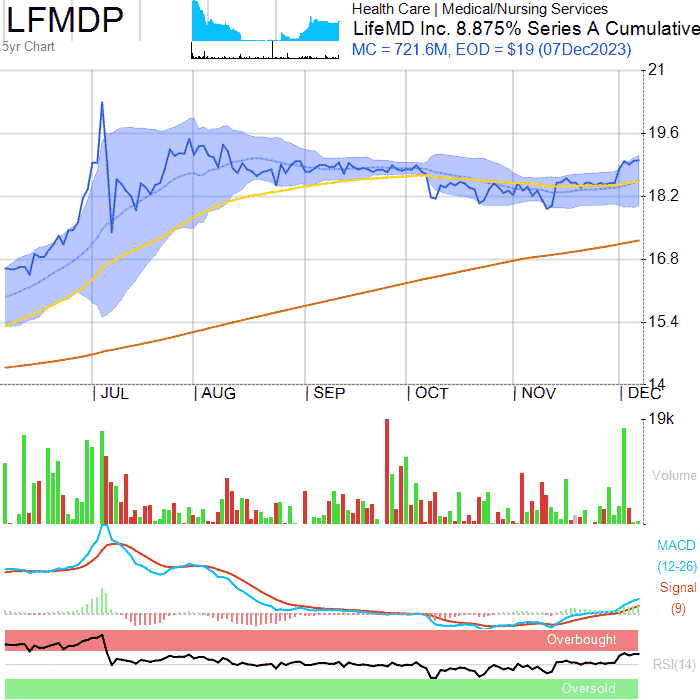 LFMDP
5yr Chart
Health Care | Medical/Nursing Services
LifeMD Inc. 8.875% Series A Cumulative
MC = 721.6M, EOD = $19 (07Dec2023)
21
19.6
18.2
16.8
15.4
14
JUL AUG SEP OCT NOV DEC
19k
Volume
MACD
(12-26)
Signal
(9)
Overbought
RSI(14)
Oversold